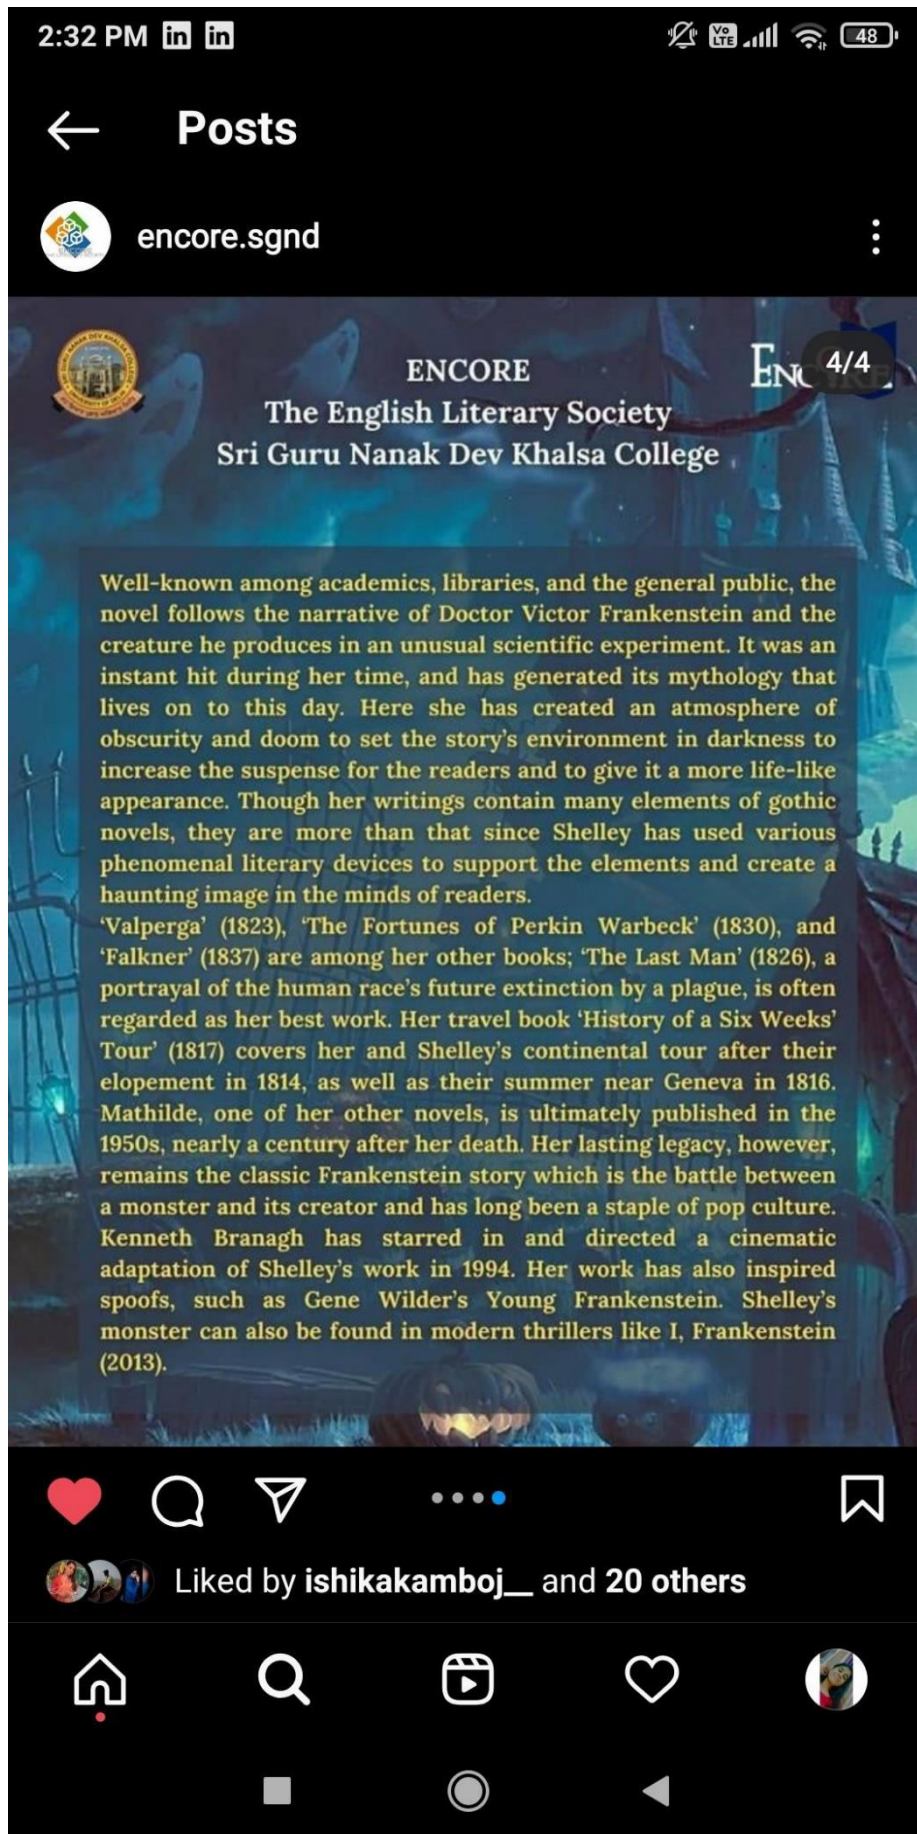 2:32 PM in in
Vo LTE 48
Posts
encore.sgnd
4/4
ENCORE
The English Literary Society
Sri Guru Nanak Dev Khalsa College
Well-known among academics, libraries, and the general public, the
novel follows the narrative of Doctor Victor Frankenstein and the
creature he produces in an unusual scientific experiment. It was an
instant hit during her time, and has generated its mythology that
lives on to this day. Here she has created an atmosphere of
obscurity and doom to set the story's environment in darkness to
increase the suspense for the readers and to give it a more life-like
appearance. Though her writings contain many elements of gothic
novels, they are more than that since Shelley has used various
phenomenal literary devices to support the elements and create a
haunting image in the minds of readers.
‘Valperga’ (1823), ‘The Fortunes of Perkin Warbeck’ (1830), and
‘Falkner’ (1837) are among her other books; ‘The Last Man’ (1826), a
portrayal of the human race's future extinction by a plague, is often
regarded as her best work. Her travel book ‘History of a Six Weeks’
Tour’ (1817) covers her and Shelley's continental tour after their
elopement in 1814, as well as their summer near Geneva in 1816.
Mathilde, one of her other novels, is ultimately published in the
1950s, nearly a century after her death. Her lasting legacy, however,
remains the classic Frankenstein story which is the battle between
a monster and its creator and has long been a staple of pop culture.
Kenneth Branagh has starred in and directed a cinematic
adaptation of Shelley's work in 1994. Her work has also inspired
spoofs, such as Gene Wilder's Young Frankenstein. Shelley's
monster can also be found in modern thrillers like I, Frankenstein
(2013).
Liked by ishikakamboj__ and 20 others